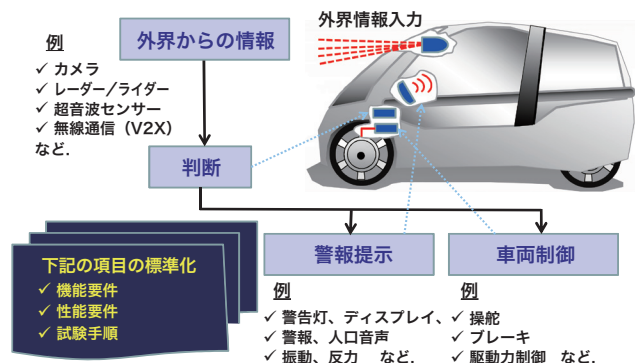 外界情報入力
例
外界からの情報
✓ カメラ
✓ レーダー／ライダー
✓ 超音波センサー
✓ 無線通信（V2X）
など.
判断
下記の項目の標準化
✓ 機能要件
✓ 性能要件
✓ 試験手順
警報提示
例
✓ 警告灯、ディスプレイ、
✓ 警報、人口音声
✓ 振動、反力 など.
車両制御
例
✓ 操舵
✓ ブレーキ
✓ 駆動力制御 など.